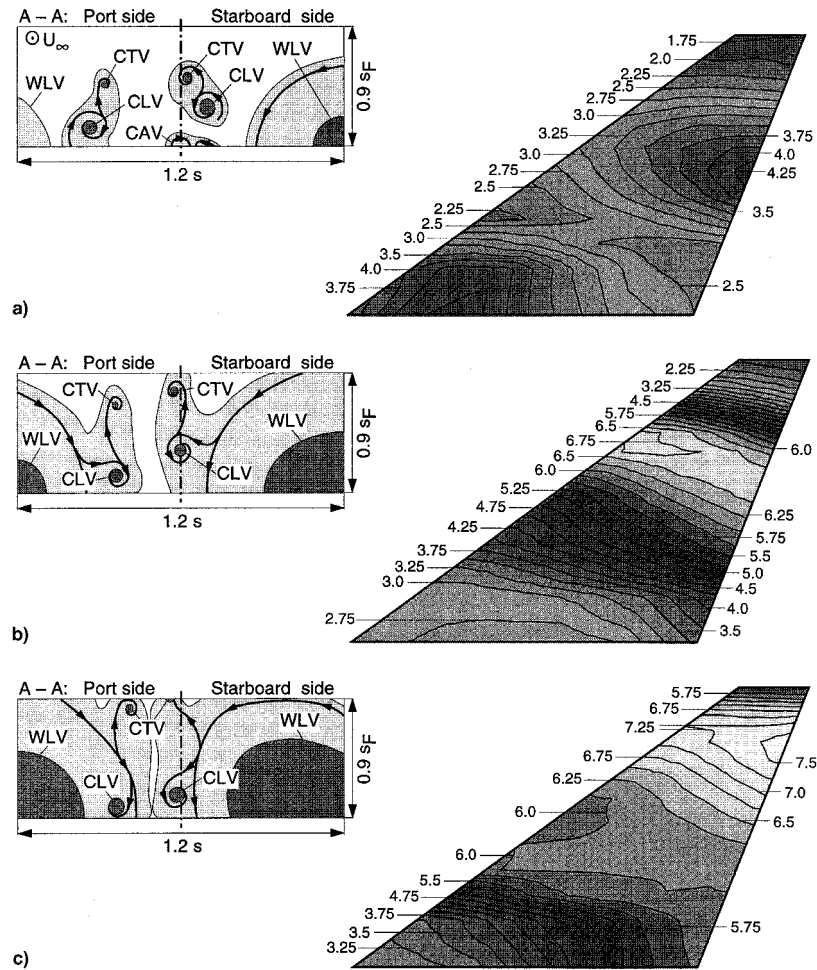 A – A: Port side Starboard side
⊙ U∞
CTV
CTV
WLV
WLV
CLV
CLV
CAV
0.9 sF
1.2 s
1.75
2.0
2.25
2.5
2.75
3.0
3.25
3.0
2.75
2.5
2.25
2.5
3.0
3.5
4.0
3.75
3.75
4.0
4.25
3.5
2.5
a)
A – A: Port side Starboard side
CTV
CTV
WLV
WLV
CLV
CLV
0.9 sF
1.2 s
2.25
3.25
4.5
5.75
6.5
6.75
6.5
6.0
5.25
4.75
4.25
3.75
3.25
3.0
2.75
6.0
6.25
5.75
5.5
5.0
4.5
4.0
3.5
b)
A – A: Port side Starboard side
CTV
WLV
WLV
CLV
CLV
0.9 sF
1.2 s
5.75
6.75
7.25
6.75
6.25
6.0
6.0
5.5
4.75
3.75
3.5
3.25
7.5
7.0
6.5
5.75
c)